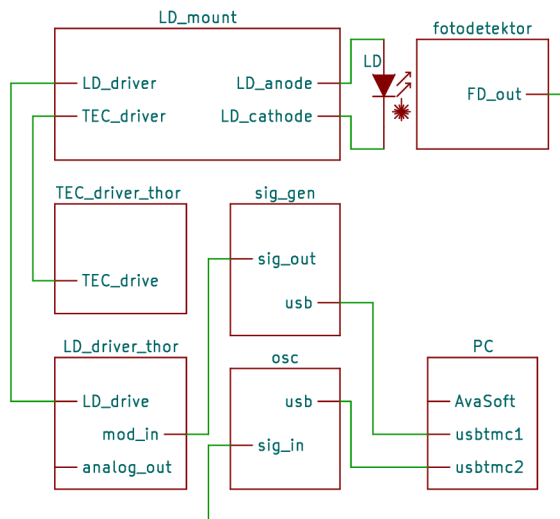 LD_mount
LD_driver
TEC_driver
LD_anode
LD_cathode
LD
fotodetektor
FD_out
TEC_driver_thor
TEC_drive
sig_gen
sig_out
usb
LD_driver_thor
LD_drive
mod_in
analog_out
osc
usb
sig_in
PC
AvaSoft
usbtmc1
usbtmc2